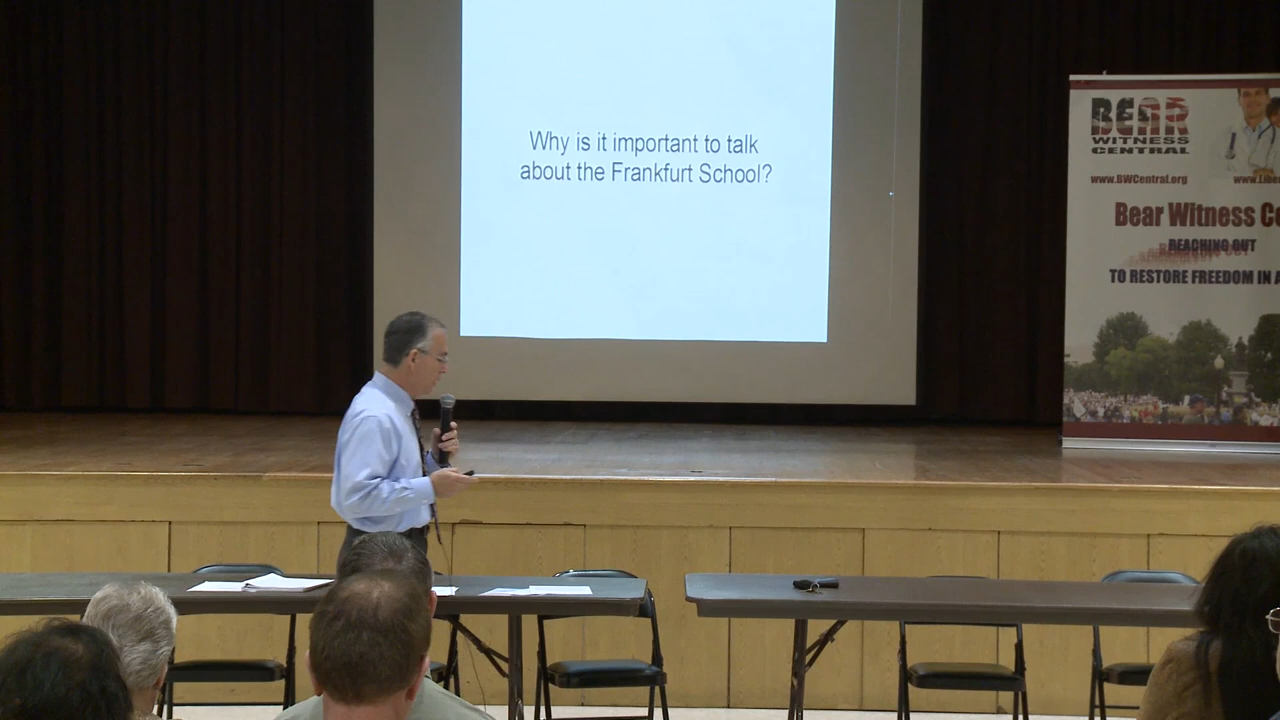 Why is it important to talk
about the Frankfurt School?
BEAR
WITNESS
CENTRAL
www.BWCentral.org
Bear Witness
REACHING OUT
TO RESTORE FREEDOM IN